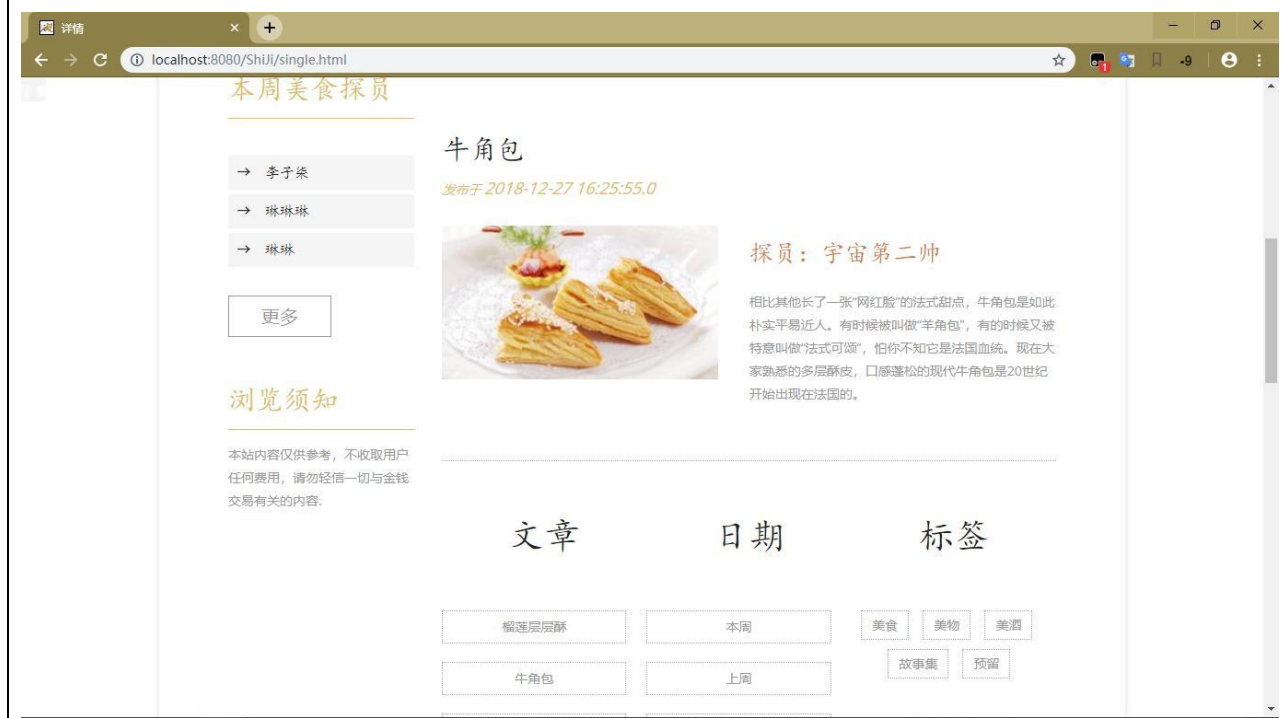 详情
localhost:8080/ShiJi/single.html
1
-9
本周美食探员
→ 李子柒
→ 琳琳琳
→ 琳琳
更多
浏览须知
本站内容仅供参考，不收取用户
任何费用，请勿轻信一切与金钱
交易有关的内容.
牛角包
发布于 2018-12-27 16:25:55.0
探员：宇宙第二帅
相比其他长了一张“网红脸”的法式甜点，牛角包是如此
朴实平易近人。有时候被叫做“羊角包”，有的时候又被
特意叫做“法式可颂”，怕你不知它是法国血统。现在大
家熟悉的多层酥皮，口感蓬松的现代牛角包是20世纪
开始出现在法国的。
文章 日期 标签
榴莲层层酥 本周 美食 美物 美酒
故事集 预留
牛角包 上周